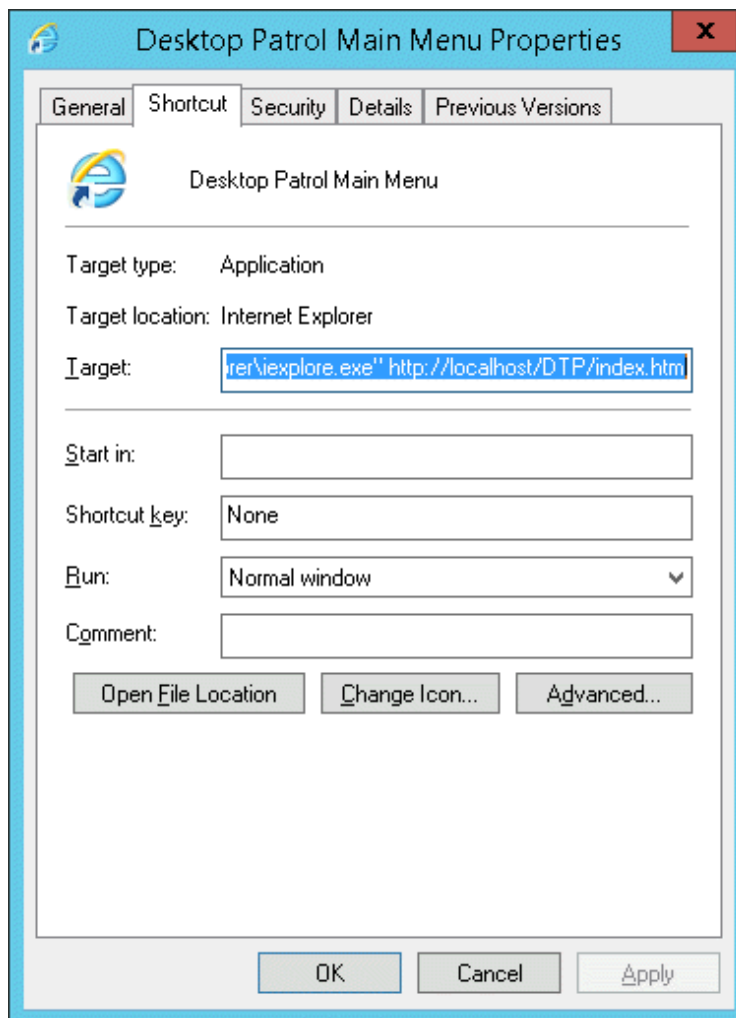 Desktop Patrol Main Menu Properties
x
General Shortcut Security Details Previous Versions
Desktop Patrol Main Menu
Target type: Application
Target location: Internet Explorer
Target: rer\iexplore.exe" http://localhost/DTP/index.htm
Start in:
Shortcut key: None
Run: Normal window
Comment:
Open File Location Change Icon... Advanced...
OK Cancel Apply